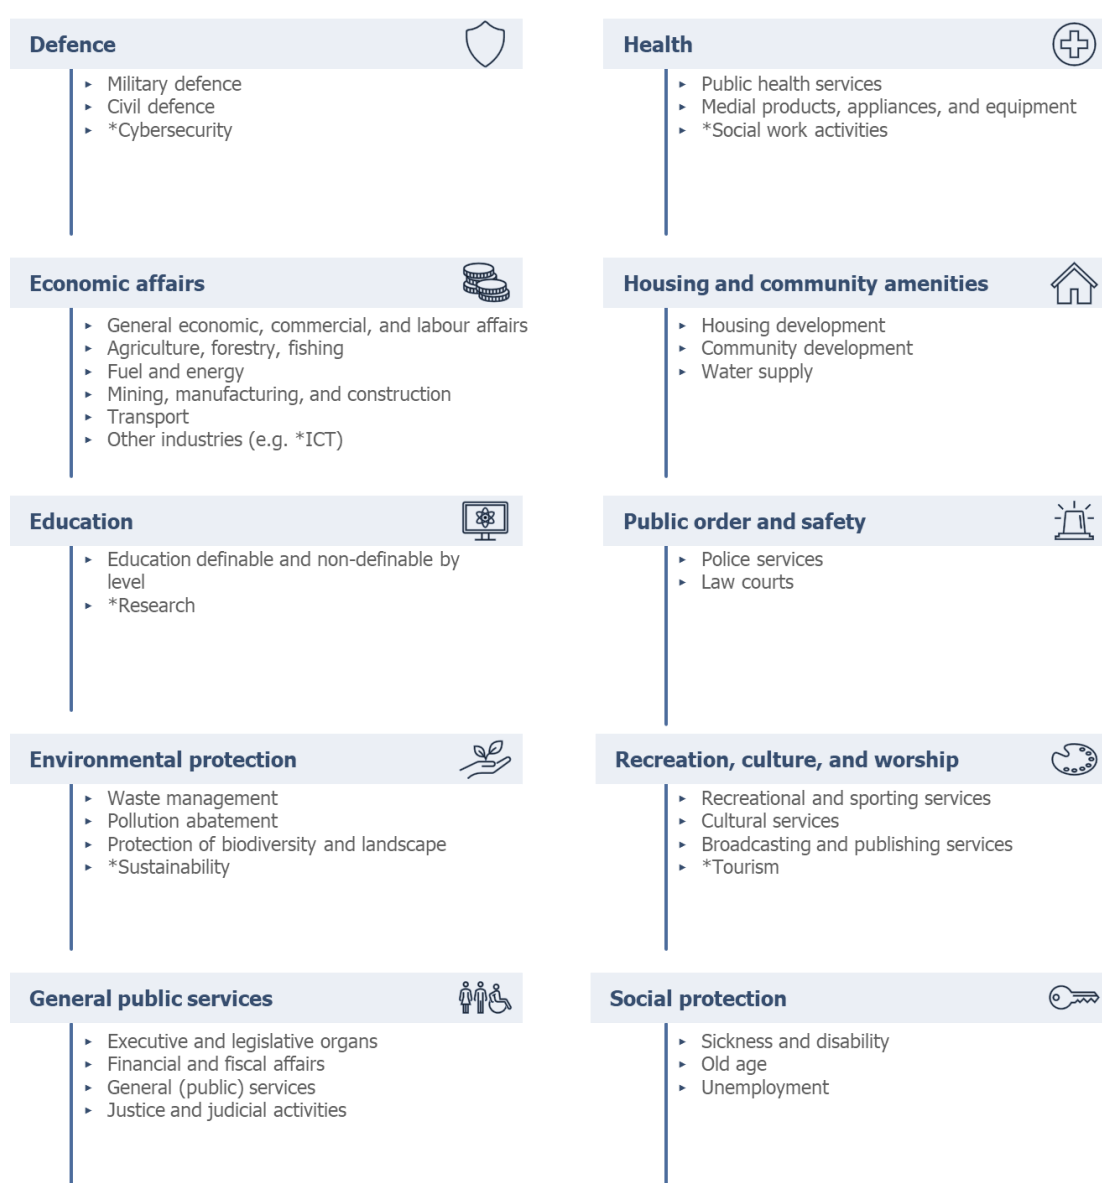 Defence
▸ Military defence
▸ Civil defence
▸ *Cybersecurity
Health
▸ Public health services
▸ Medial products, appliances, and equipment
▸ *Social work activities
Economic affairs
▸ General economic, commercial, and labour affairs
▸ Agriculture, forestry, fishing
▸ Fuel and energy
▸ Mining, manufacturing, and construction
▸ Transport
▸ Other industries (e.g. *ICT)
Housing and community amenities
▸ Housing development
▸ Community development
▸ Water supply
Education
▸ Education definable and non-definable by
level
▸ *Research
Public order and safety
▸ Police services
▸ Law courts
Environmental protection
▸ Waste management
▸ Pollution abatement
▸ Protection of biodiversity and landscape
▸ *Sustainability
Recreation, culture, and worship
▸ Recreational and sporting services
▸ Cultural services
▸ Broadcasting and publishing services
▸ *Tourism
General public services
▸ Executive and legislative organs
▸ Financial and fiscal affairs
▸ General (public) services
▸ Justice and judicial activities
Social protection
▸ Sickness and disability
▸ Old age
▸ Unemployment